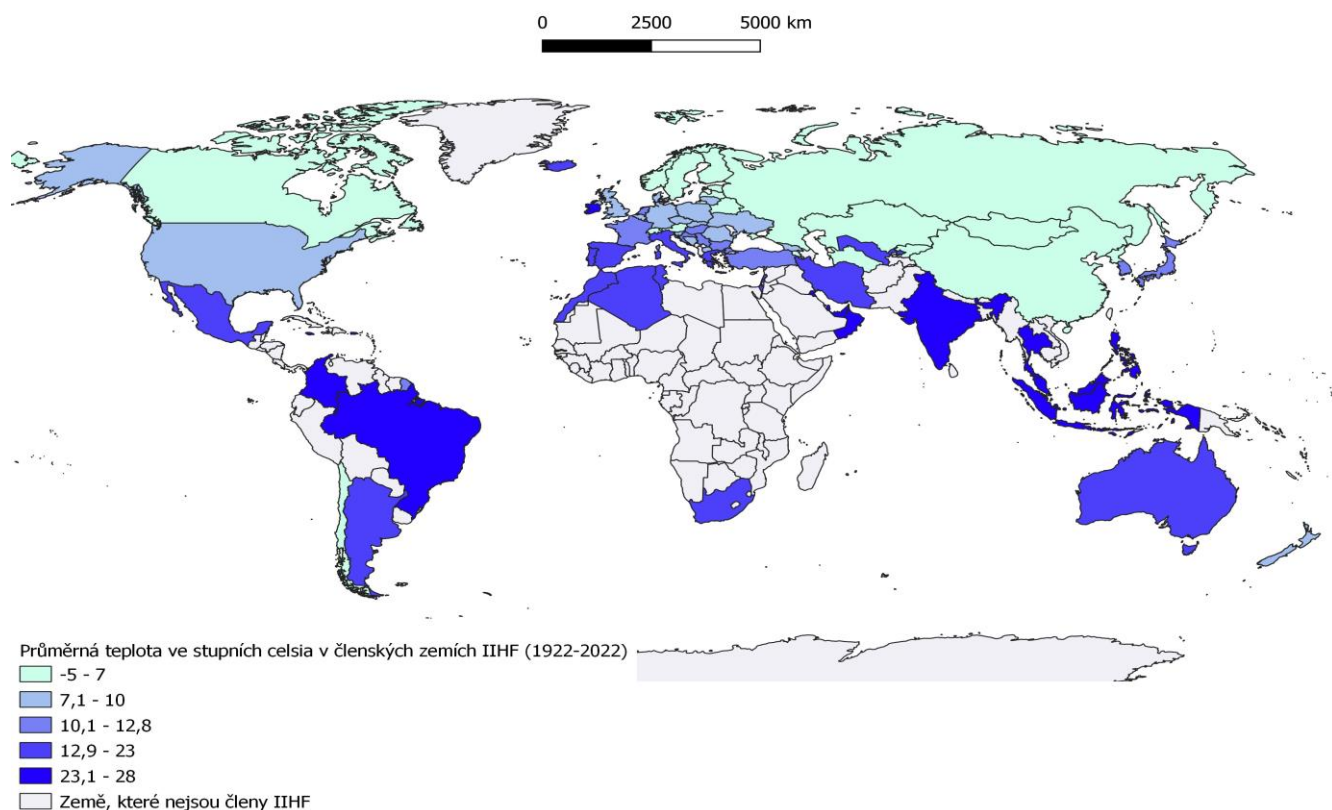 0 2500 5000 km
Průměrná teplota ve stupních celsia v členských zemích IIHF (1922-2022)
-5 - 7
7,1 - 10
10,1 - 12,8
12,9 - 23
23,1 - 28
Země, které nejsou členy IIHF